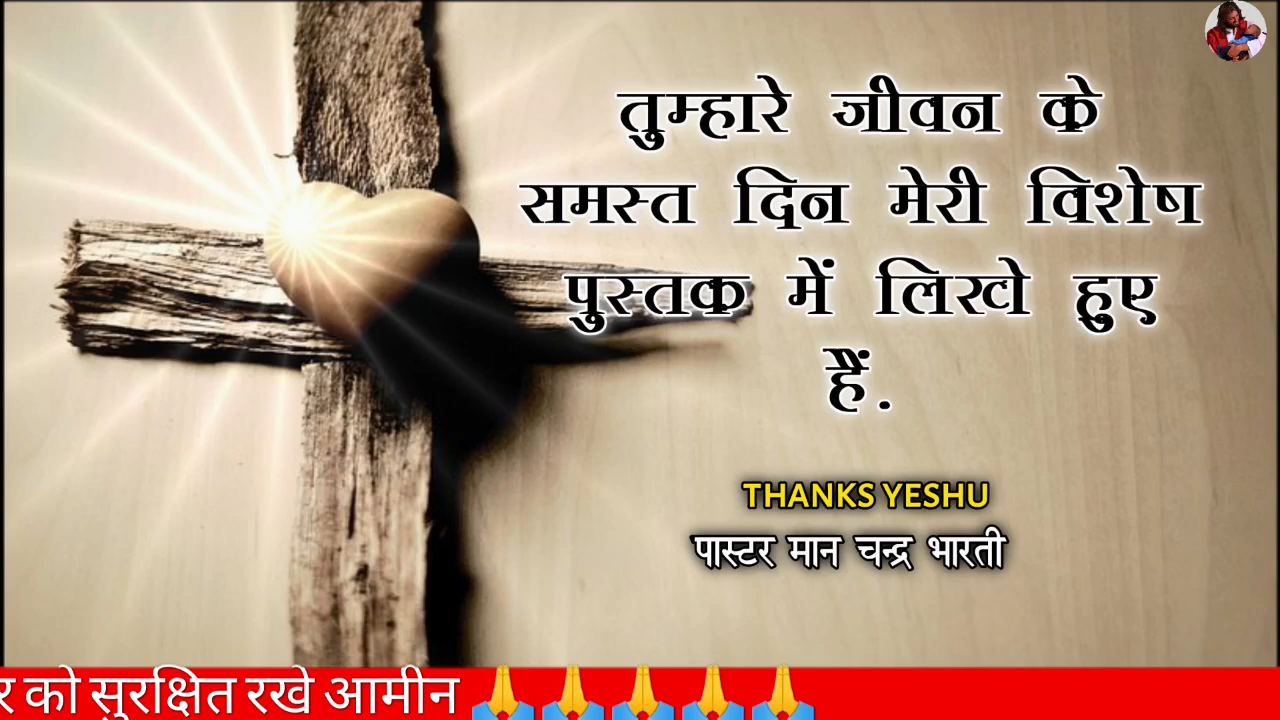 तुम्हारे जीवन के
समस्त दिन मेरी विशेष
पुस्तक में लिखे हुए
हैं.
THANKS YESHU
पास्टर मान चन्द्र भारती
र को सुरक्षित रखे आमीन 🙏🙏🙏🙏🙏